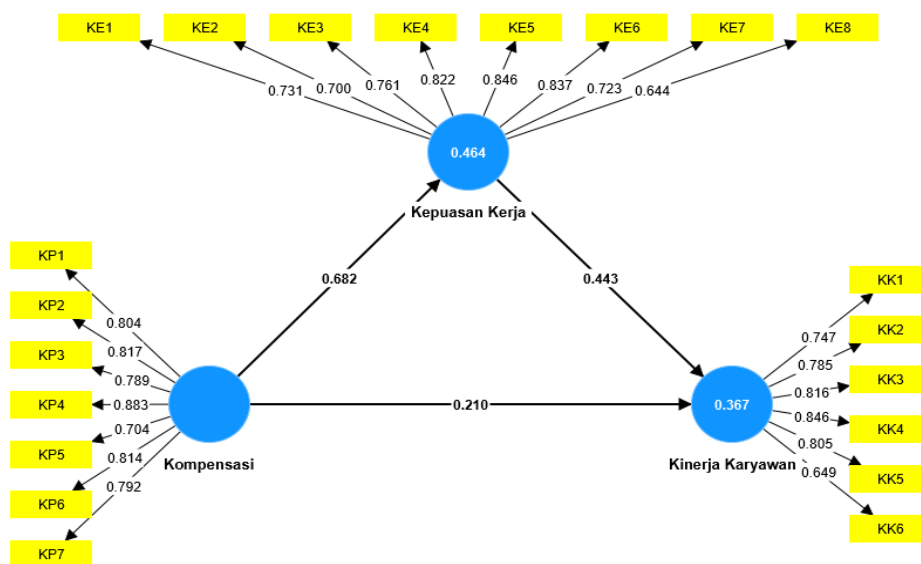 KE1 KE2 KE3 KE4 KE5 KE6 KE7 KE8
0.731 0.700 0.761 0.822 0.846 0.837 0.723 0.644
0.464
Kepuasan Kerja
0.682
0.443
KP1
KP2
KP3
KP4
KP5
KP6
KP7
0.804
0.817
0.789
0.883
0.704
0.814
0.792
Kompensasi
0.210
0.367
Kinerja Karyawan
0.747
0.785
0.816
0.846
0.805
0.649
KK1
KK2
KK3
KK4
KK5
KK6